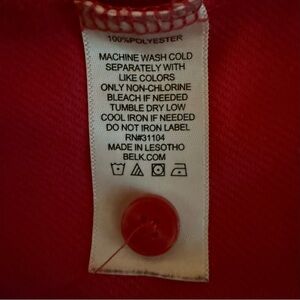 100%POLYESTER
MACHINE WASH COLD
SEPARATELY WITH
LIKE COLORS
ONLY NON-CHLORINE
BLEACH IF NEEDED
TUMBLE DRY LOW
COOL IRON IF NEEDED
DO NOT IRON LABEL
RN#31104
MADE IN LESOTHO
BELK.COM